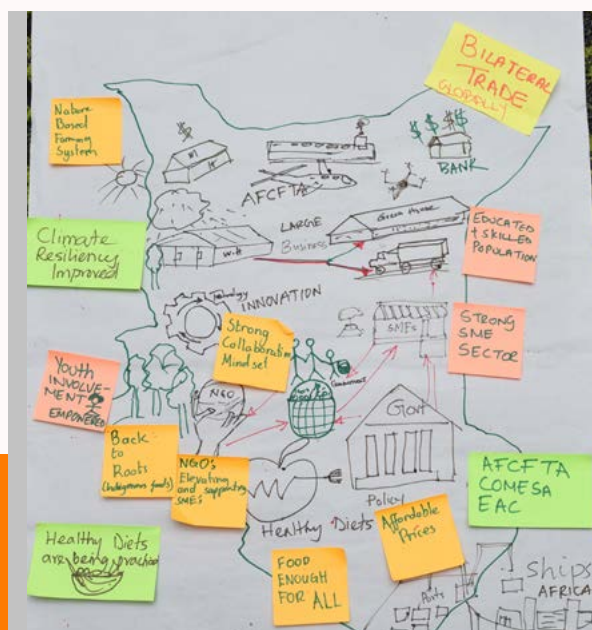 BILATERAL
TRADE
GLOBALLY
Nature
Based
Farming
System
$
$ $ $
BANK
AFCFTA
Climate
Resiliency
Improved
LARGE
Business
Green House
EDUCATED
+ SKILLED
POPULATION
Technology
INNOVATION
Strong
Collaboration
Mindset
SMEs
STRONG
SME
SECTOR
Youth
INVOLVE-
MENT
EMPOWERED
NGO
Govt
Back
to
Roots
(Indigenous foods)
NGO's
Elevating
and supporting
SMES
Policy
AFCFTA
COMESA
EAC
Healthy Diets
Affordable
Prices
Healthy Diets
are being practiced
FOOD
ENOUGH
FOR ALL
Ports
Ships
AFRICA